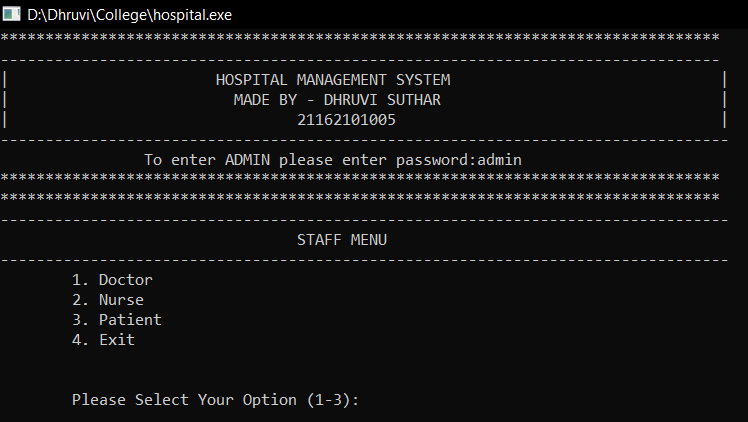 D:\Dhruvi\College\hospital.exe
********************************************************************************
--------------------------------------------------------------------------------
|                       HOSPITAL MANAGEMENT SYSTEM                              |
|                         MADE BY - DHRUVI SUTHAR                               |
|                                21162101005                                    |
---------------------------------------------------------------------------------
                To enter ADMIN please enter password:admin
********************************************************************************
********************************************************************************
---------------------------------------------------------------------------------
                                 STAFF MENU
---------------------------------------------------------------------------------
        1. Doctor
        2. Nurse
        3. Patient
        4. Exit
        Please Select Your Option (1-3):